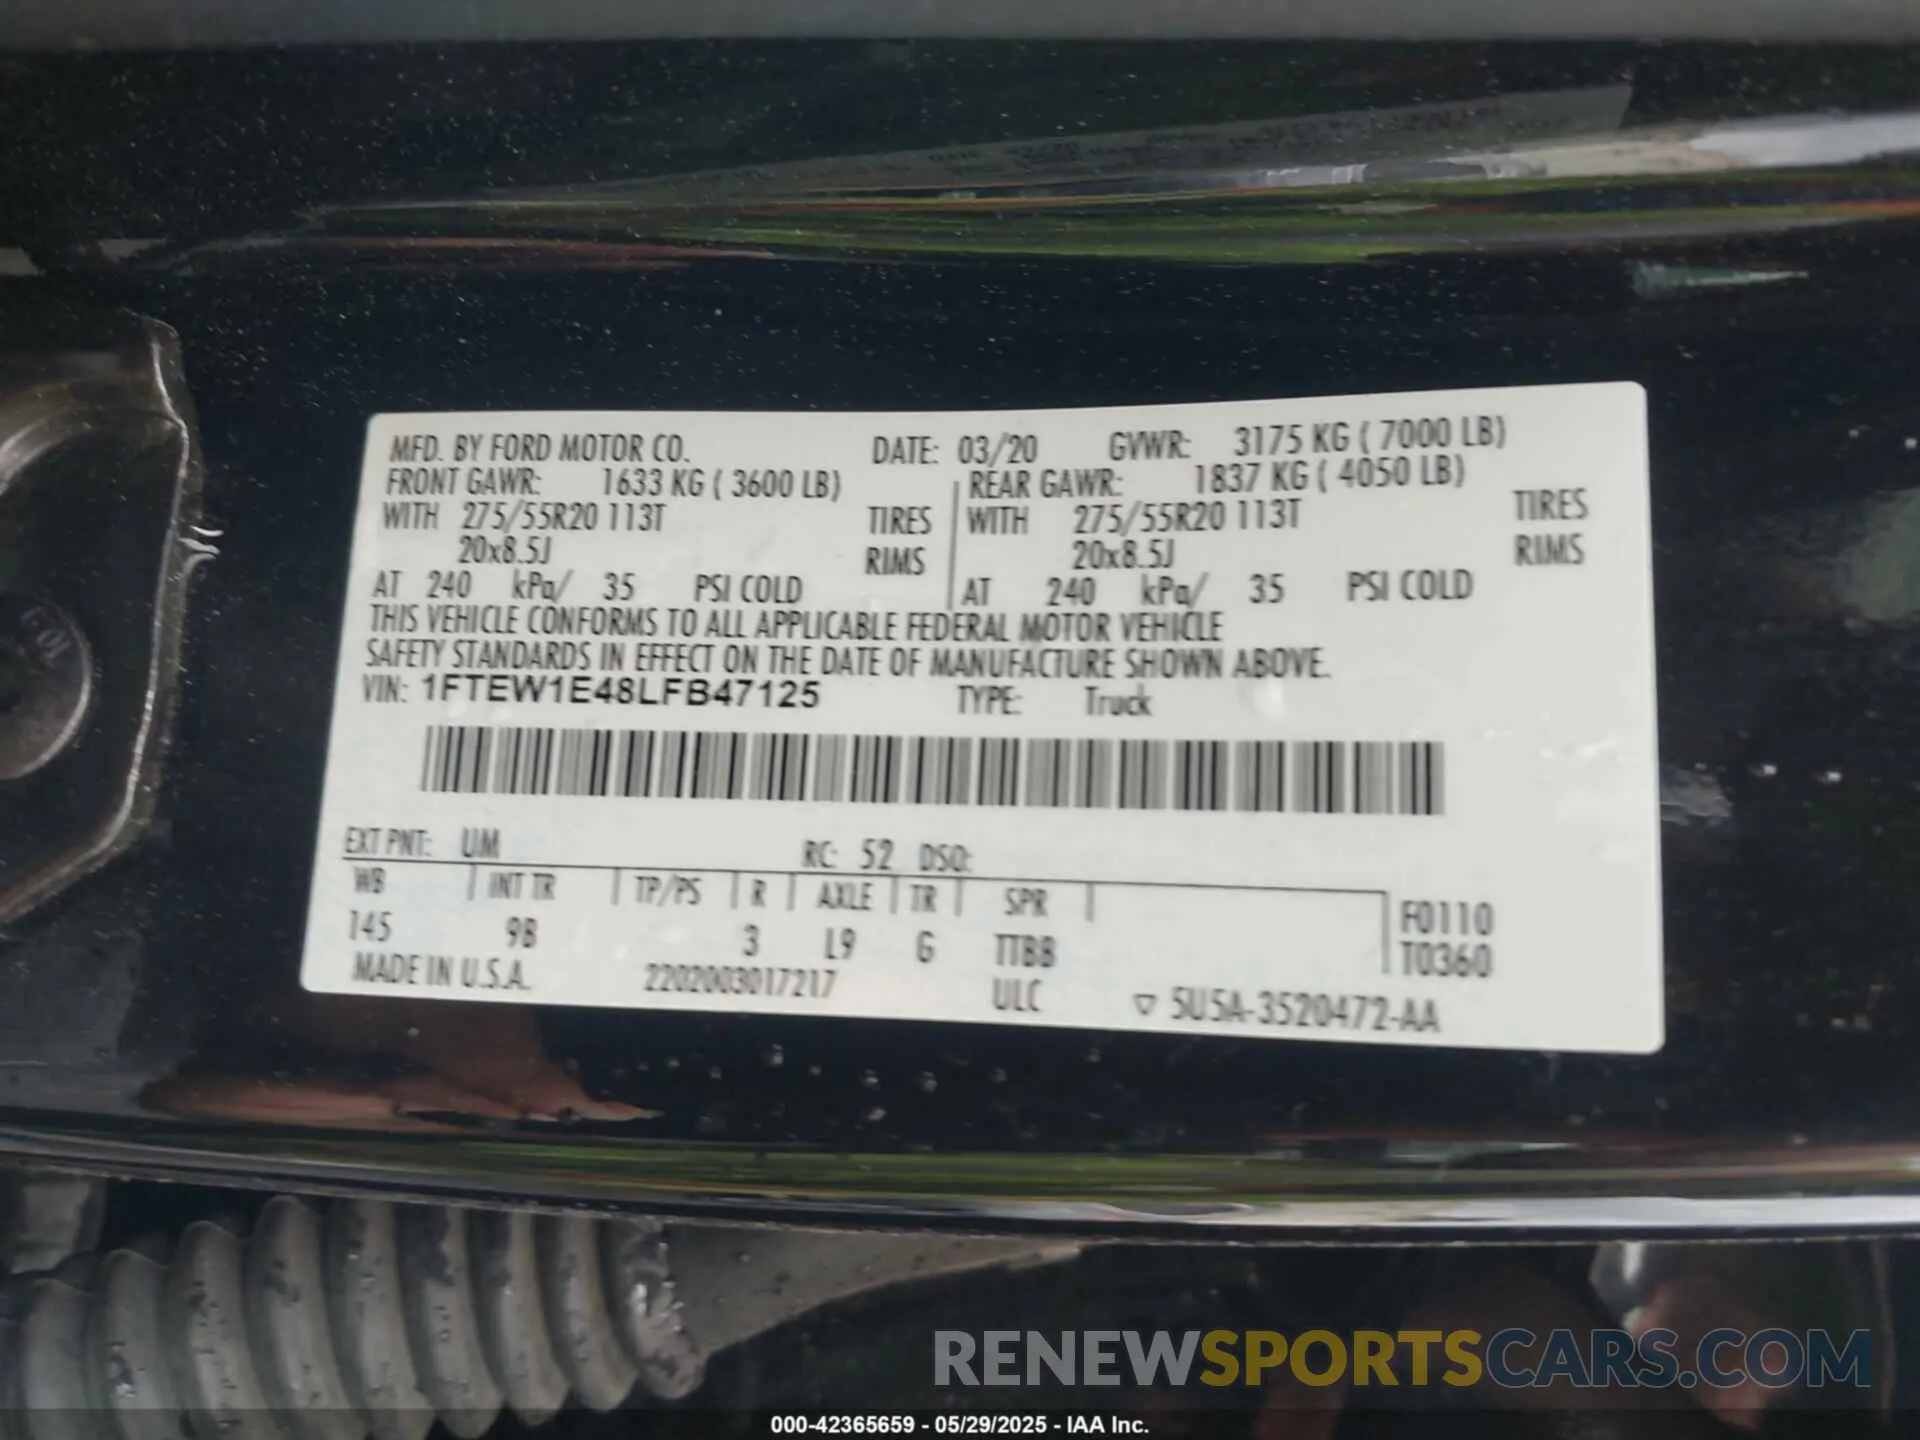 MFD. BY FORD MOTOR CO. DATE: 03/20 GVWR: 3175 KG ( 7000 LB)
FRONT GAWR: 1633 KG ( 3600 LB) REAR GAWR: 1837 KG ( 4050 LB)
WITH 275/55R20 113T TIRES WITH 275/55R20 113T TIRES
20x8.5J RIMS 20x8.5J RIMS
AT 240 kPa/ 35 PSI COLD AT 240 kPa/ 35 PSI COLD
THIS VEHICLE CONFORMS TO ALL APPLICABLE FEDERAL MOTOR VEHICLE
SAFETY STANDARDS IN EFFECT ON THE DATE OF MANUFACTURE SHOWN ABOVE.
VIN: 1FTEW1E48LFB47125 TYPE: Truck
EXT PNT: UM RC: 52 DSO:
WB INT TR TP/PS R AXLE TR SPR F0110
145 9B 3 L9 G TTBB T0360
MADE IN U.S.A. 2202003017217 ULC ▽ 5U5A-3520472-AA
RENEWSPORTSCARS.COM
000-42365659 - 05/29/2025 - IAA Inc.